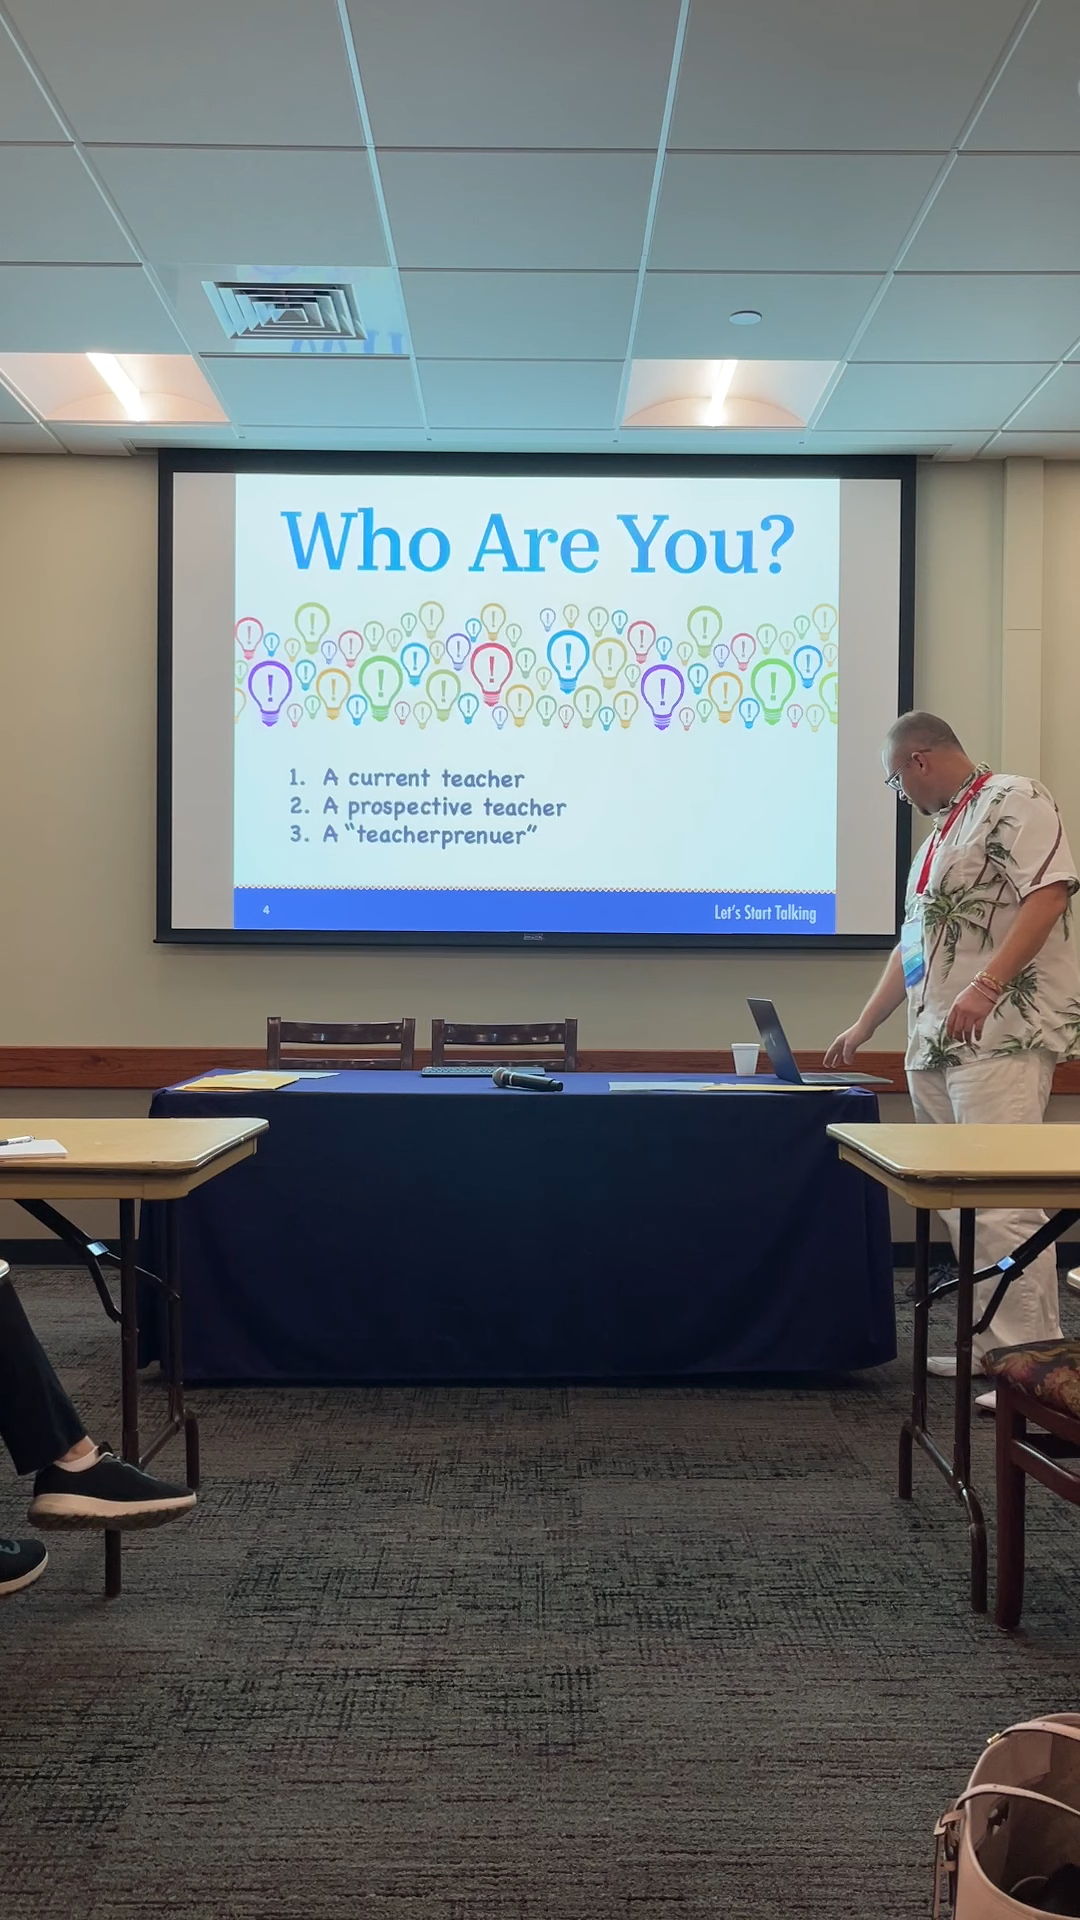 Who Are You?
1. A current teacher
2. A prospective teacher
3. A “teacherprenuer”
4
Let's Start Talking